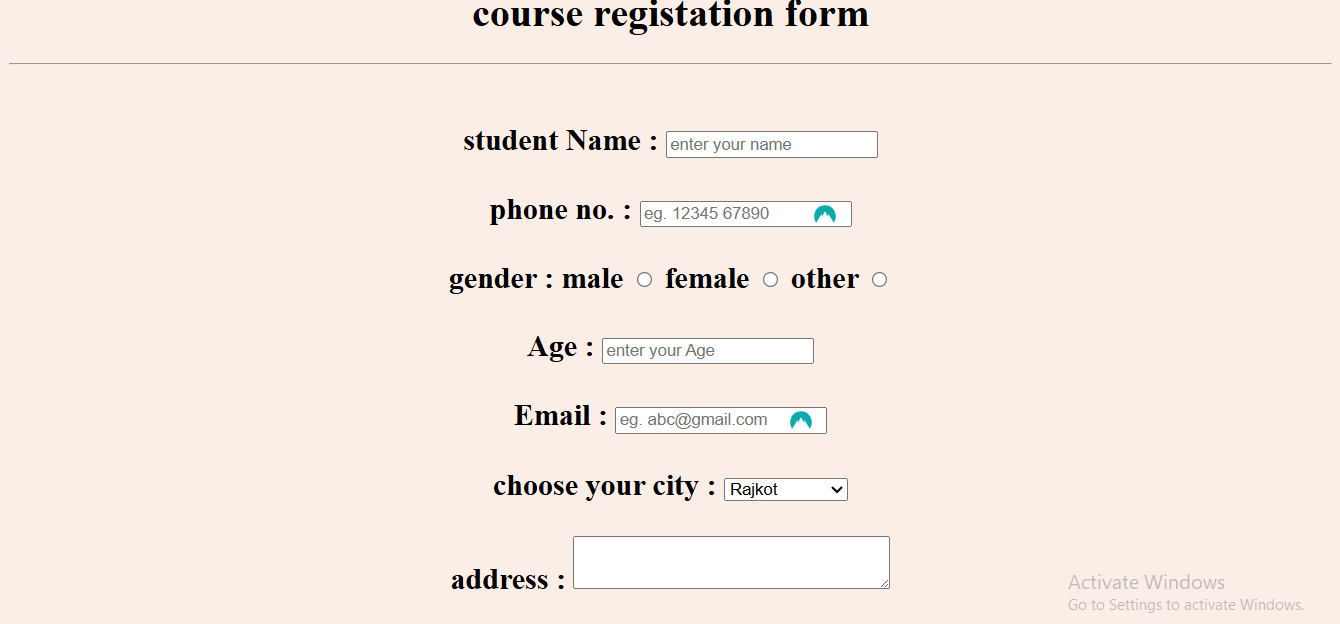 course registation form
student Name : enter your name
phone no. : eg. 12345 67890
gender : male female other
Age : enter your Age
Email : eg. abc@gmail.com
choose your city : Rajkot
address :
Activate Windows
Go to Settings to activate Windows.